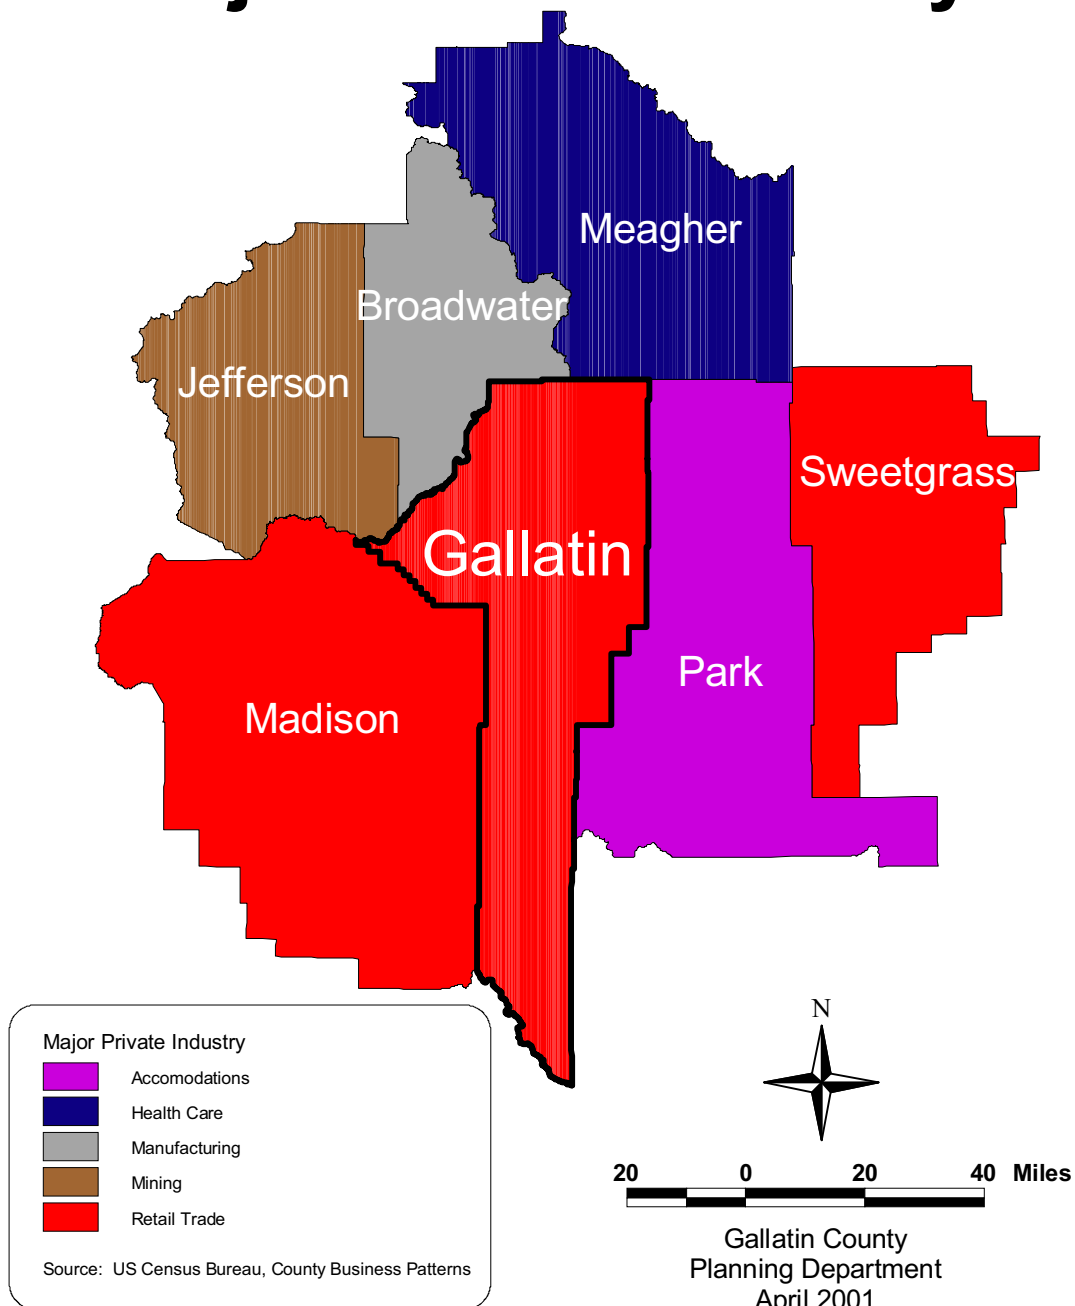 Meagher
Broadwater
Jefferson
Sweetgrass
Gallatin
Park
Madison
Major Private Industry
Accomodations
Health Care
Manufacturing
Mining
Retail Trade
Source: US Census Bureau, County Business Patterns
N
20 0 20 40 Miles
Gallatin County
Planning Department
April 2001